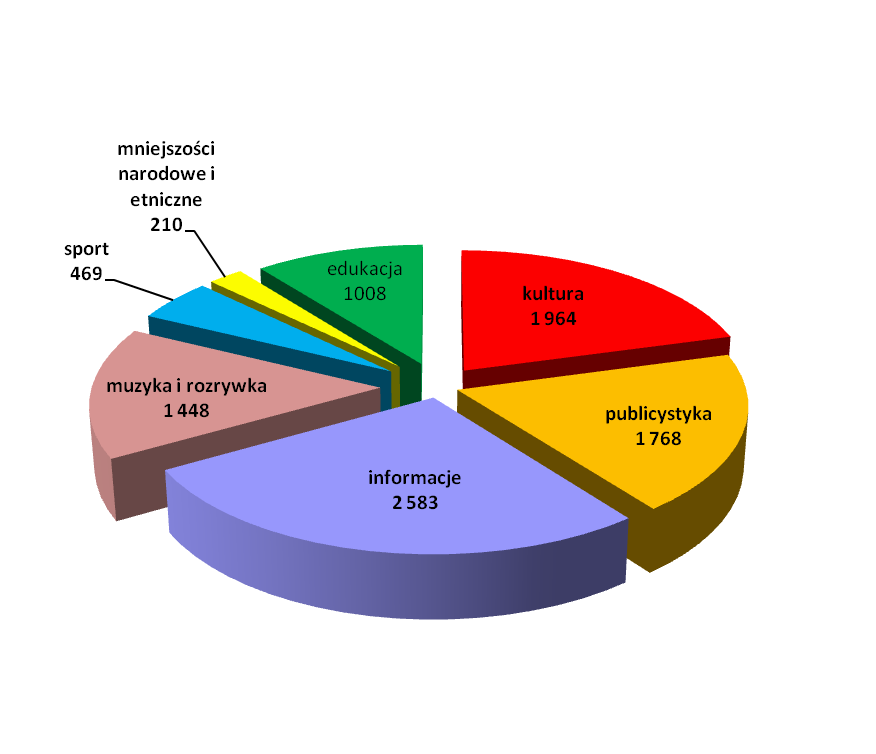 mniejszości
narodowe i
etniczne
210
sport
469
edukacja
1008
kultura
1 964
muzyka i rozrywka
1 448
publicystyka
1 768
informacje
2 583